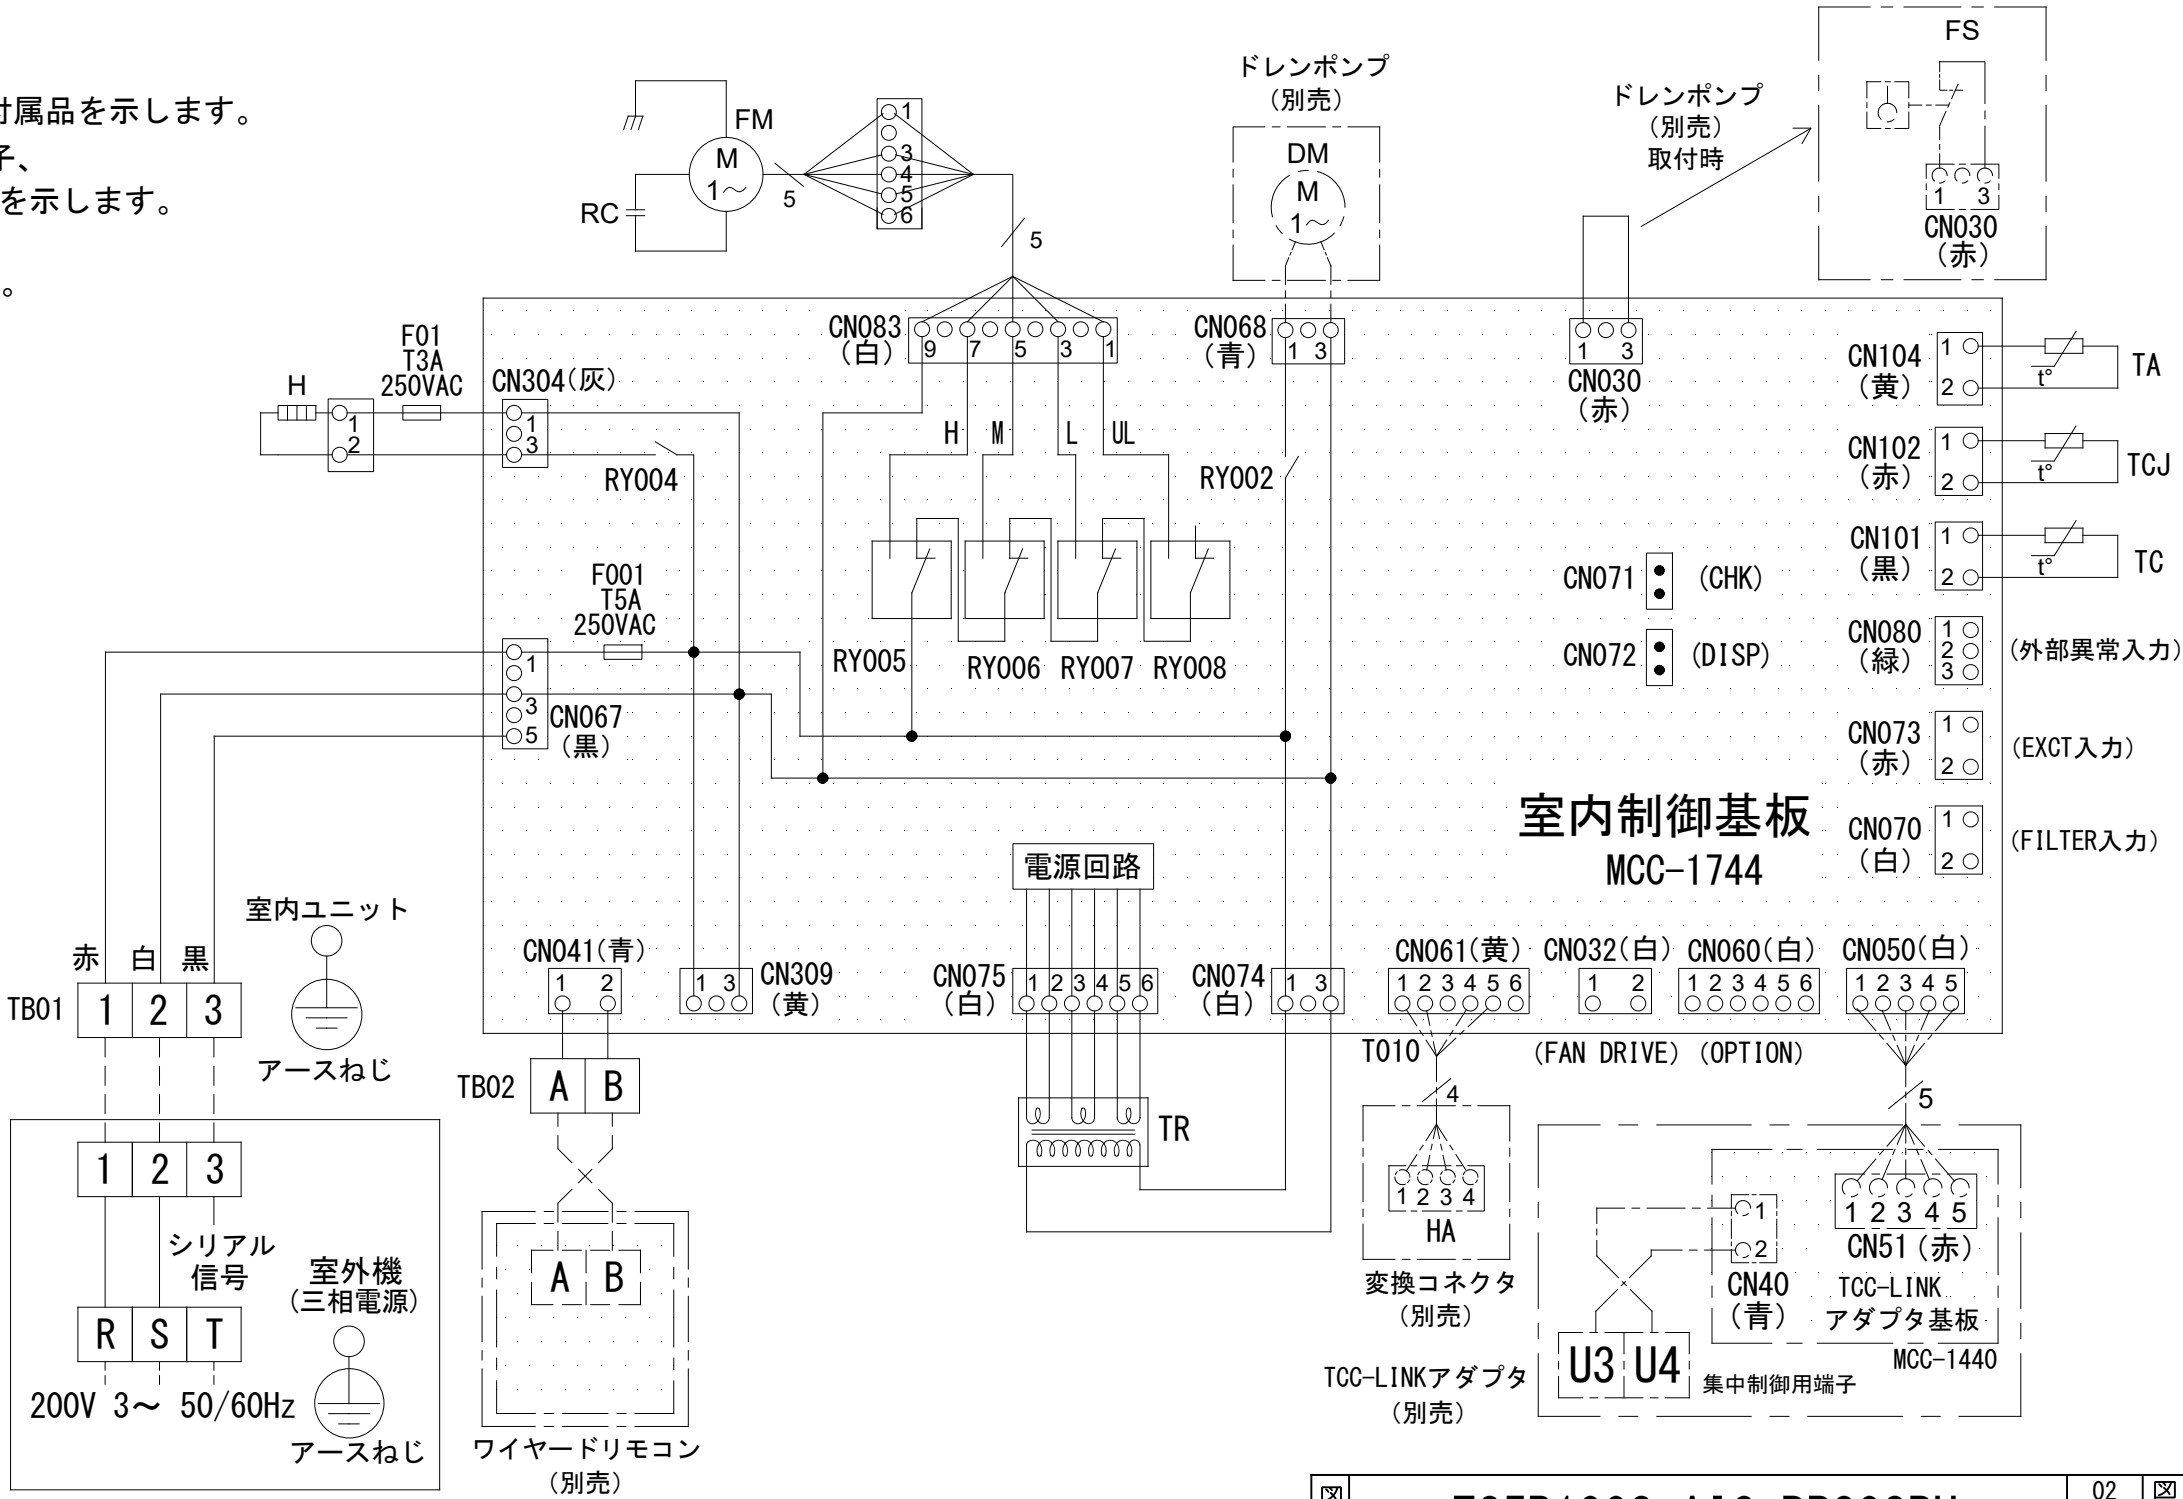 付属品を示します。
子、
を示します。
。
FM
M
1～
RC
5
1
3
4
5
6
5
ドレンポンプ
（別売）
DM
M
1～
ドレンポンプ
（別売）
取付時
FS
1 3
CN030
（赤）
F01
T3A
250VAC
H
1
2
CN304(灰)
1
3
RY004
CN083
（白）
9 7 5 3 1
H M L UL
CN068
（青）
1 3
RY002
1 3
CN030
（赤）
CN104
（黄）
1
2
t°
TA
CN102
（赤）
1
2
t°
TCJ
CN101
（黒）
1
2
t°
TC
F001
T5A
250VAC
RY005
RY006
RY007
RY008
CN071
(CHK)
CN072
(DISP)
CN080
（緑）
1
2
3
(外部異常入力)
1
3
5
CN067
（黒）
CN073
（赤）
1
2
(EXCT入力)
CN070
（白）
1
2
(FILTER入力)
室内制御基板
MCC-1744
電源回路
室内ユニット
アースねじ
赤 白 黒
TB01 1 2 3
CN041(青)
1 2
1 3
CN309
（黄）
CN075
（白）
1 2 3 4 5 6
CN074
（白）
1 3
CN061(黄)
1 2 3 4 5 6
CN032(白)
1 2
CN060(白)
1 2 3 4 5 6
CN050(白)
1 2 3 4 5
T010
(FAN DRIVE)
(OPTION)
TB02 A B
TR
4
5
1 2 3
シリアル
信号
室外機
(三相電源)
R S T
200V 3～ 50/60Hz
アースねじ
A B
ワイヤードリモコン
（別売）
1 2 3 4
HA
変換コネクタ
（別売）
1
2
CN40
（青）
1 2 3 4 5
CN51(赤)
TCC-LINK
アダプタ基板
MCC-1440
U3 U4
集中制御用端子
TCC-LINKアダプタ
（別売）
02